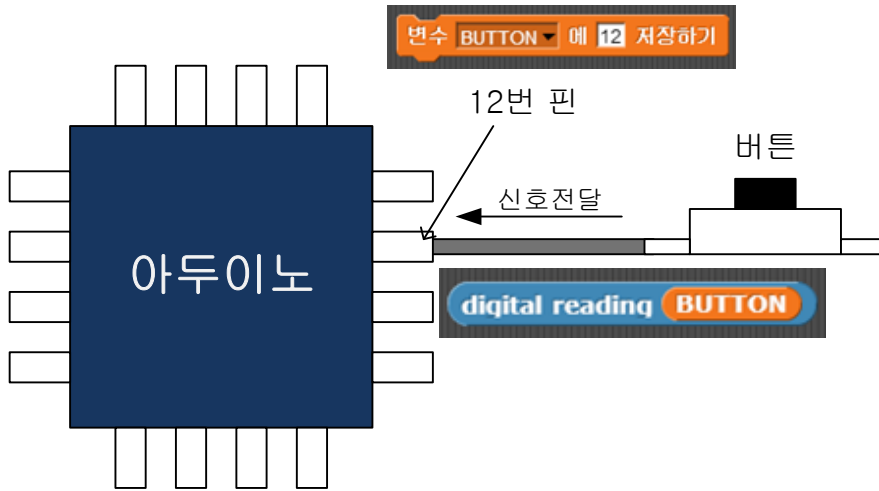 변수 BUTTON 에 12 저장하기
12번 핀
버튼
신호전달
아두이노
digital reading BUTTON